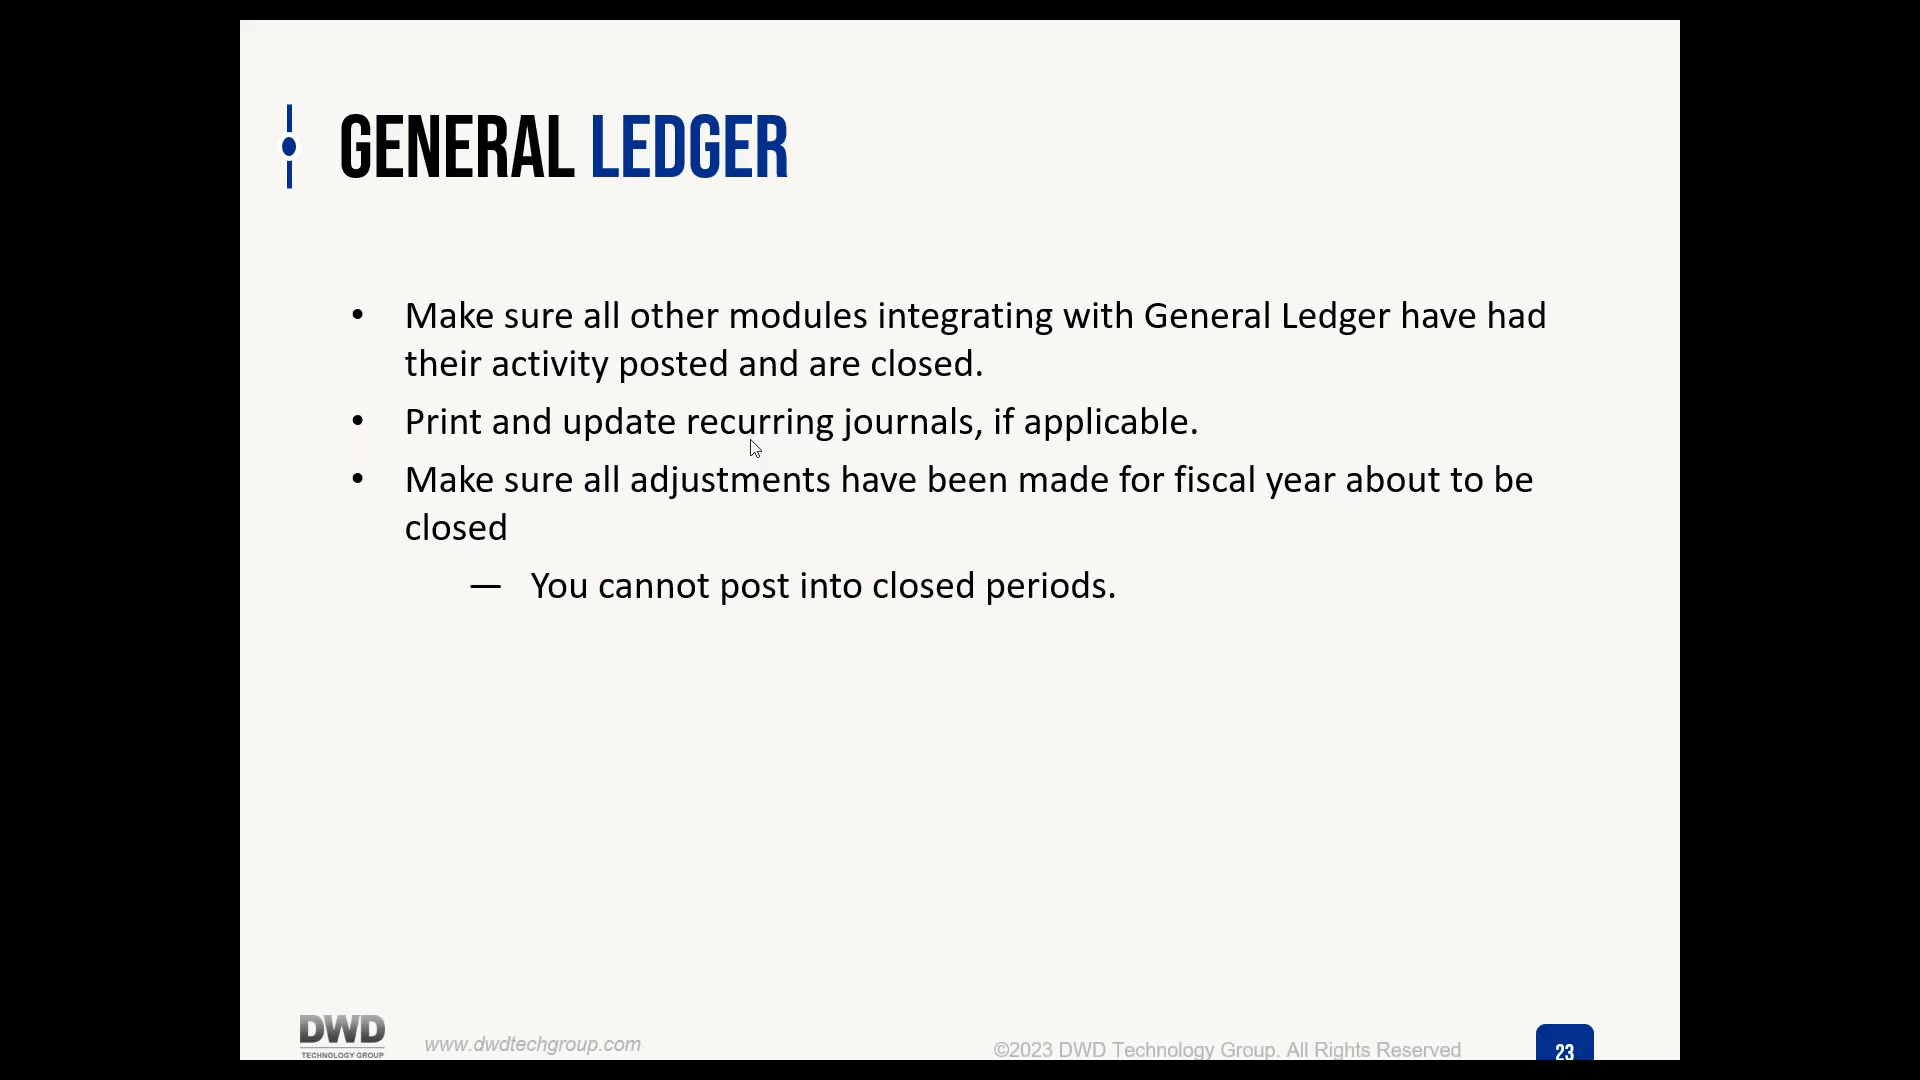 GENERAL LEDGER
• Make sure all other modules integrating with General Ledger have had
their activity posted and are closed.
• Print and update recurring journals, if applicable.
• Make sure all adjustments have been made for fiscal year about to be
closed
— You cannot post into closed periods.
DWD
TECHNOLOGY GROUP
www.dwdtechgroup.com
©2023 DWD Technology Group. All Rights Reserved
23